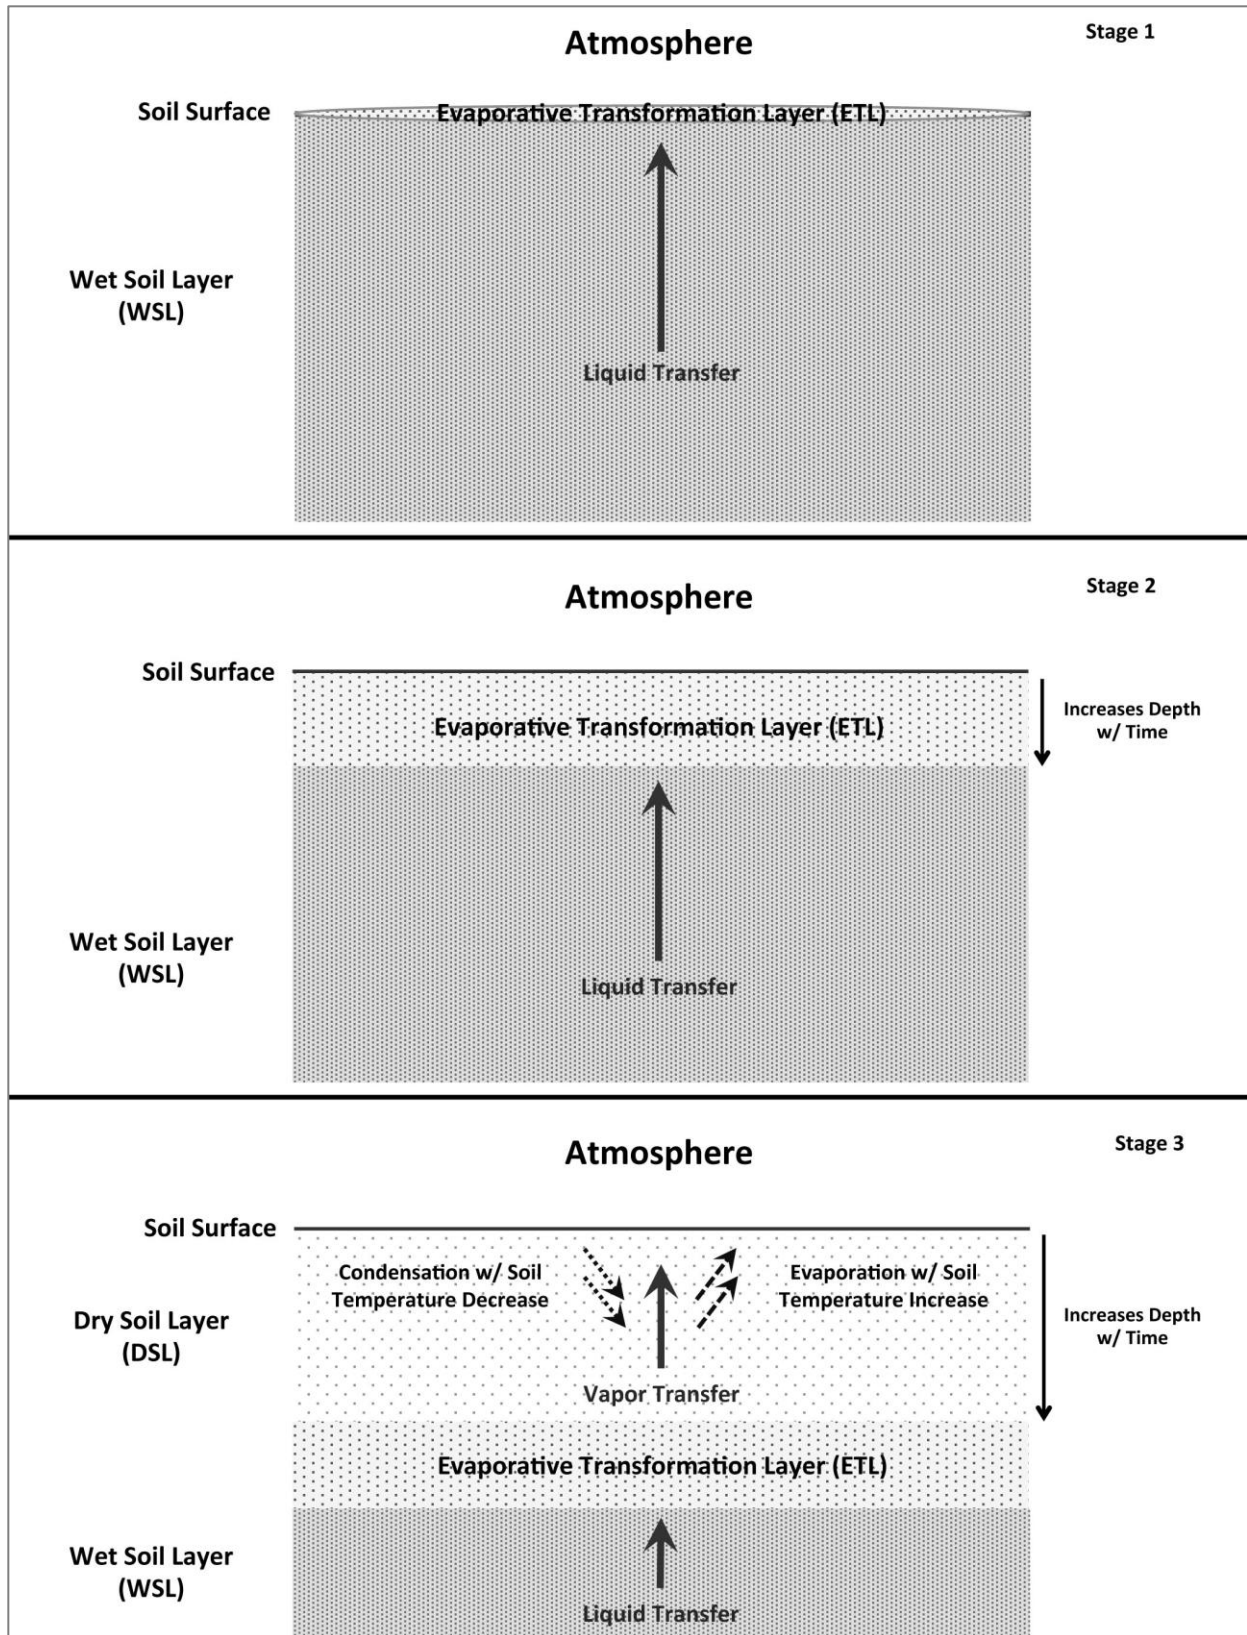 Atmosphere
Stage 1
Soil Surface
Evaporative Transformation Layer (ETL)
Wet Soil Layer
(WSL)
Liquid Transfer
Atmosphere
Stage 2
Soil Surface
Evaporative Transformation Layer (ETL)
Increases Depth
w/ Time
Wet Soil Layer
(WSL)
Liquid Transfer
Atmosphere
Stage 3
Soil Surface
Condensation w/ Soil
Temperature Decrease
Evaporation w/ Soil
Temperature Increase
Dry Soil Layer
(DSL)
Increases Depth
w/ Time
Vapor Transfer
Evaporative Transformation Layer (ETL)
Wet Soil Layer
(WSL)
Liquid Transfer